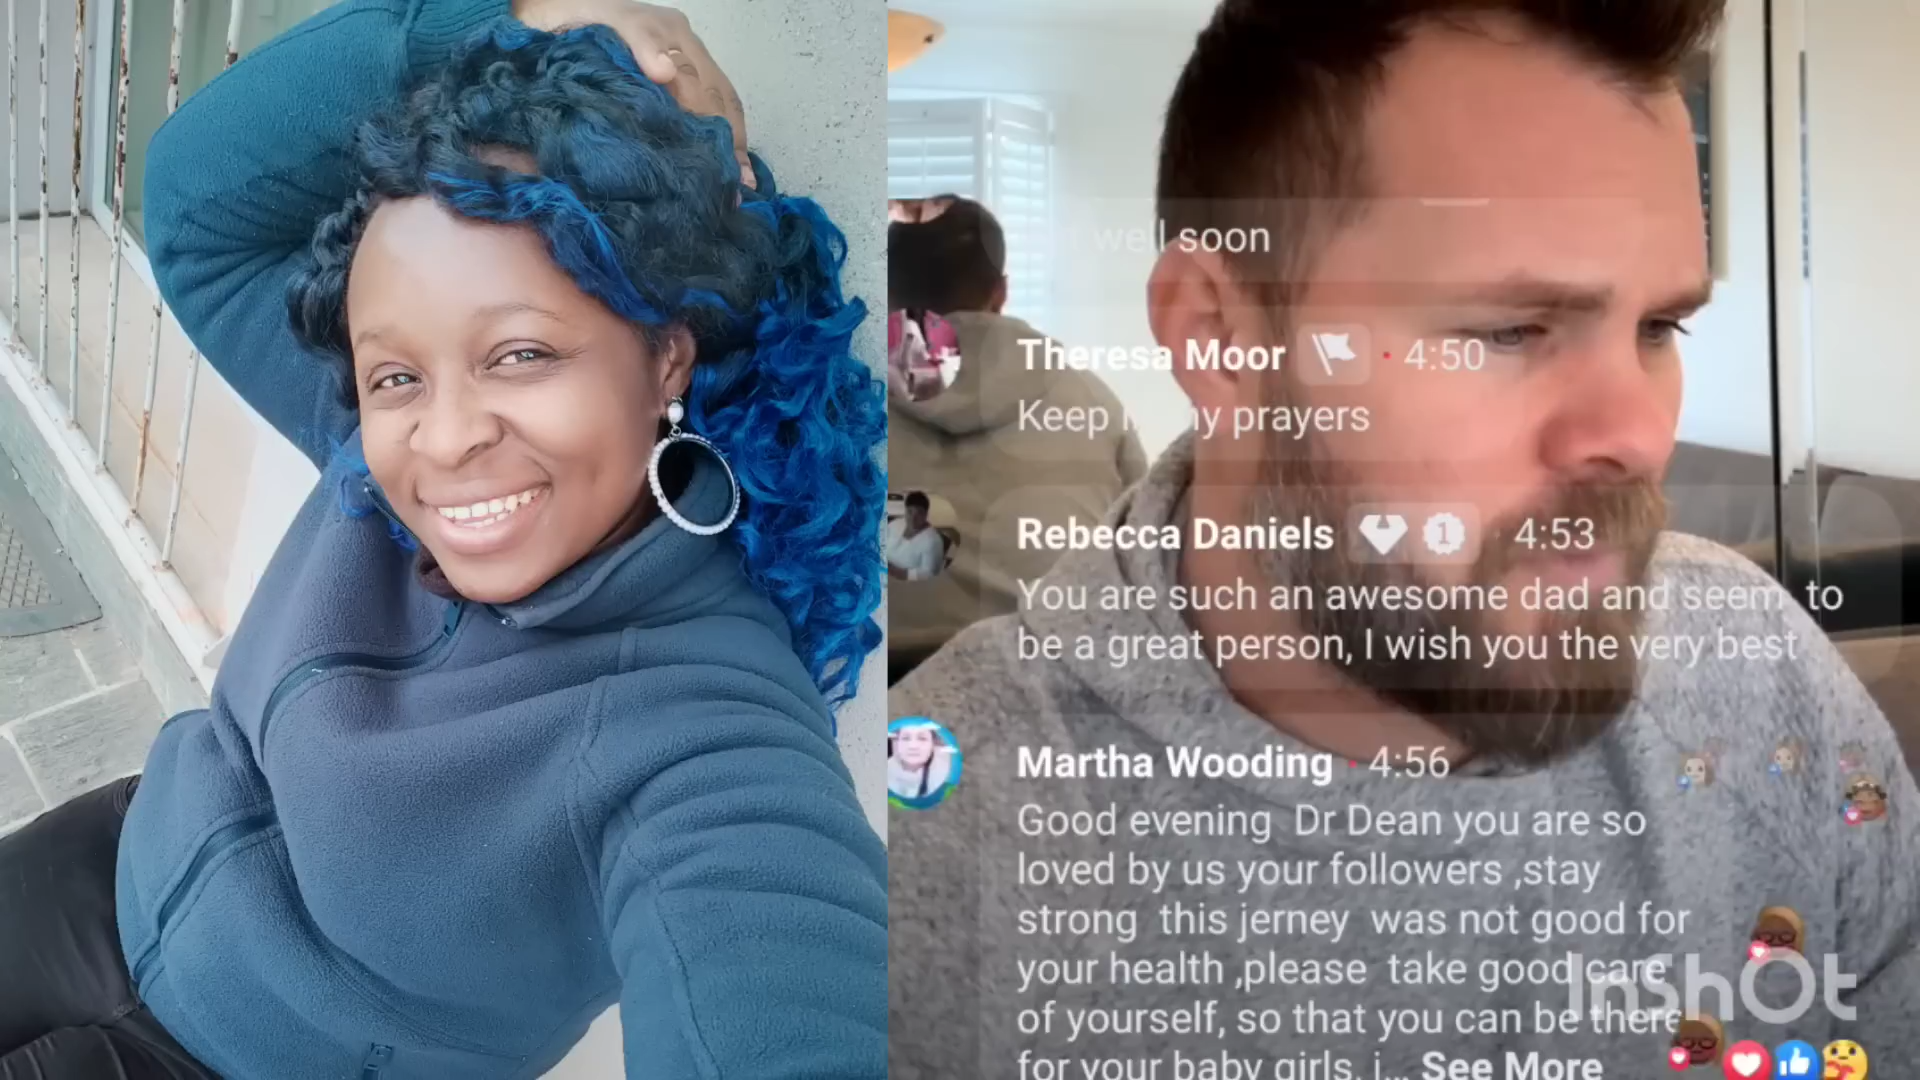 well soon
Theresa Moor 4:50
Keep my prayers
Rebecca Daniels 1 4:53
You are such an awesome dad and seem to
be a great person, I wish you the very best
Martha Wooding 4:56
Good evening Dr Dean you are so
loved by us your followers ,stay
strong this jerney was not good for
your health ,please take good care
of yourself, so that you can be there
for your baby girls, i... See More
InShOt